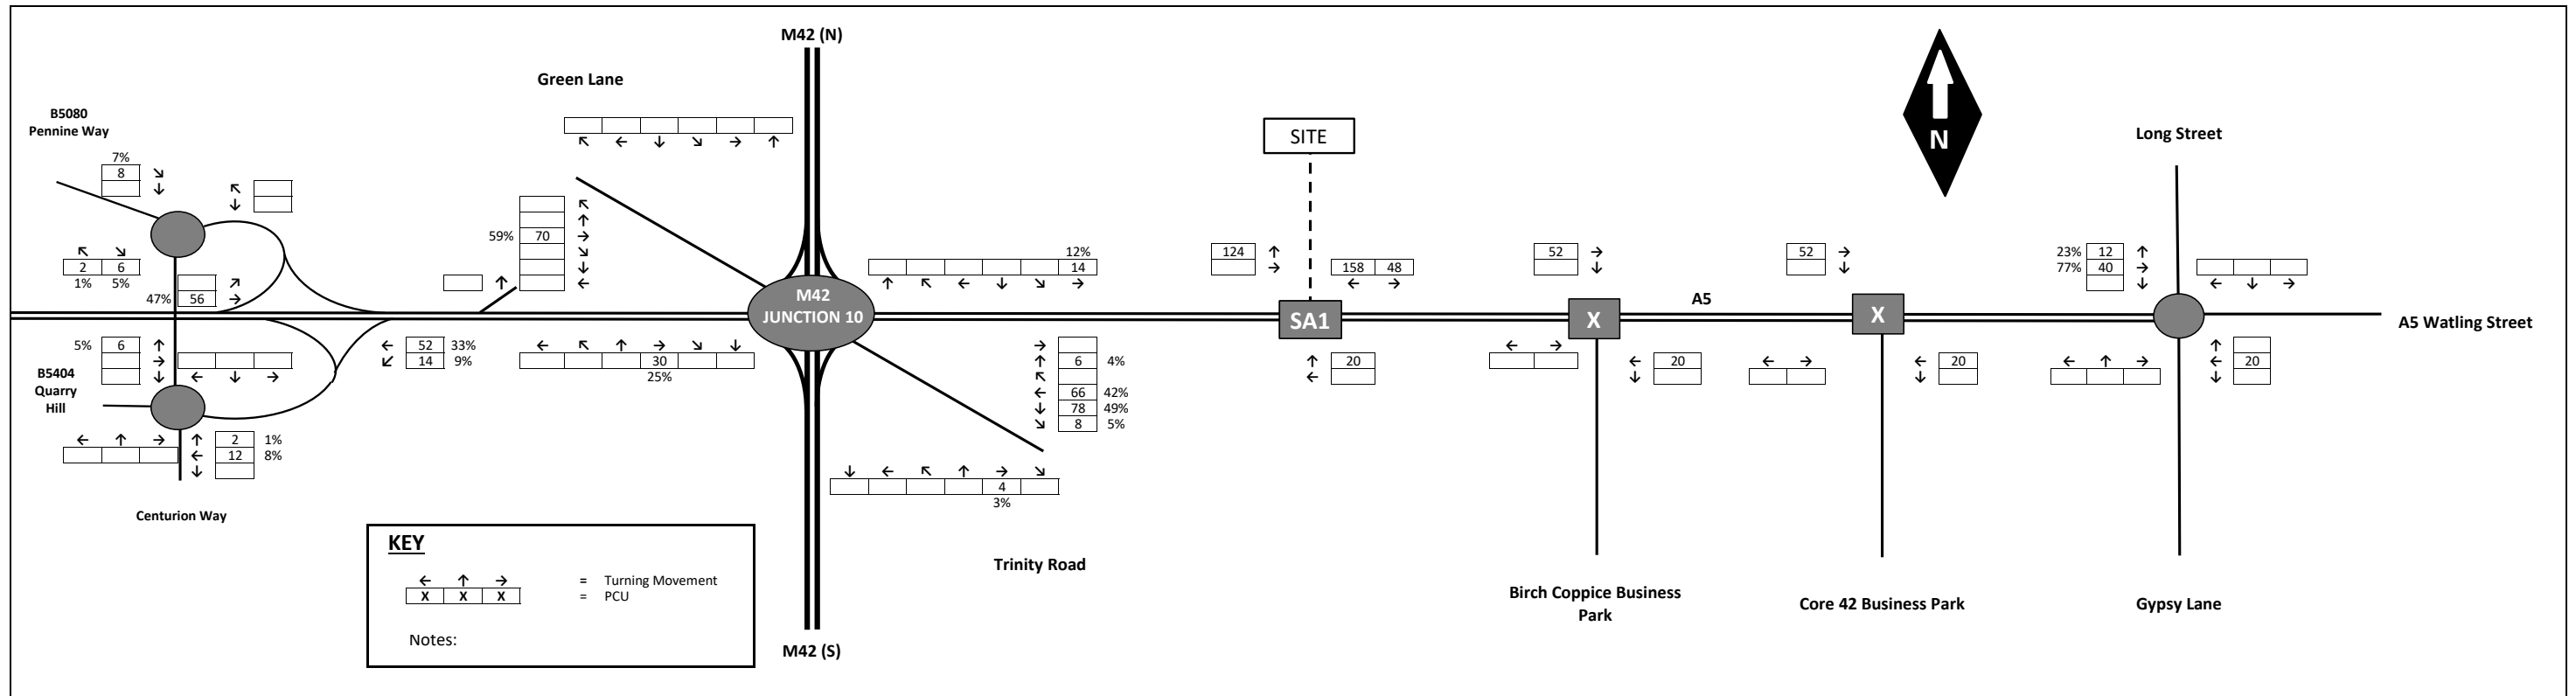 M42 (N)
Green Lane
B5080
Pennine Way
SITE
N
Long Street
7%
8
↘
↓
↖
↓
↖ ← ↓ ↘ → ↑
↖
↑
59% 70 →
↘
↓
←
↑
↖ ↘
2 6
1% 5%
↗
47% 56 →
12%
14
↑ ↖ ← ↓ ↘ →
M42
JUNCTION 10
124 ↑
→
158 48
← →
SA1
52 →
↓
X
A5
52 →
↓
X
23% 12 ↑
77% 40 →
↓
← ↓ →
A5 Watling Street
5% 6 ↑
→
↓
← ↓ →
B5404
Quarry
Hill
← 52 33%
↙ 14 9%
← ↖ ↑ → ↘ ↓
30
25%
→
↑ 6 4%
↖
← 66 42%
↓ 78 49%
↘ 8 5%
↑ 20
←
← →
← 20
↓
← →
← 20
↓
← ↑ →
↑
← 20
↓
← ↑ →
↑ 2 1%
← 12 8%
↓
↓ ← ↖ ↑ → ↘
4
3%
Centurion Way
KEY
← ↑ → = Turning Movement
X X X = PCU
Notes:
Trinity Road
M42 (S)
Birch Coppice Business
Park
Core 42 Business Park
Gypsy Lane